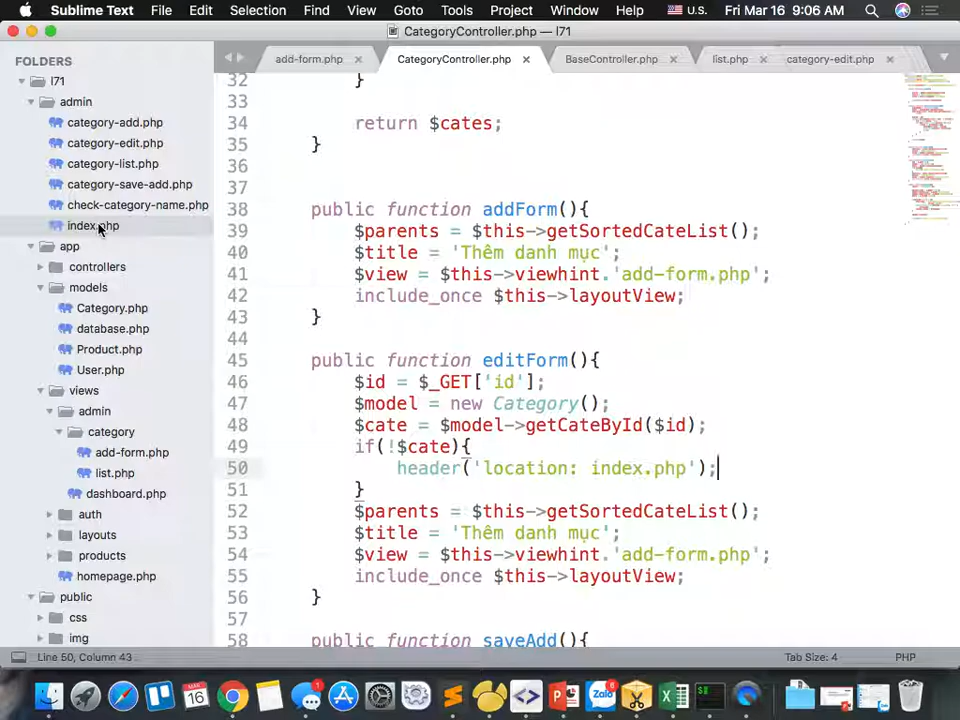 Sublime Text File Edit Selection Find Goto Tools Project Window Help U.S. Fri Mar 16 9:06 AM
CategoryController.php — l71
FOLDERS
l71
admin
category-add.php
category-edit.php
category-list.php
category-save-add.php
check-category-name.php
index.php
app
controllers
models
Category.php
database.php
Product.php
User.php
views
admin
category
add-form.php
list.php
dashboard.php
auth
layouts
products
homepage.php
public
css
img
add-form.php CategoryController.php BaseController.php list.php category-edit.php
32 }
33
34 return $cates;
35 }
36
37
38 public function addForm(){
39 $parents = $this->getSortedCateList();
40 $title = 'Thêm danh mục';
41 $view = $this->viewhint.'add-form.php';
42 include_once $this->layoutView;
43 }
44
45 public function editForm(){
46 $id = $_GET['id'];
47 $model = new Category();
48 $cate = $model->getCateById($id);
49 if(!$cate){
50 header('location: index.php');
51 }
52 $parents = $this->getSortedCateList();
53 $title = 'Thêm danh mục';
54 $view = $this->viewhint.'add-form.php';
55 include_once $this->layoutView;
56 }
57
58 public function saveAdd(){
Line 50, Column 43 Tab Size: 4 PHP
MAR
16
1
Zalo
6